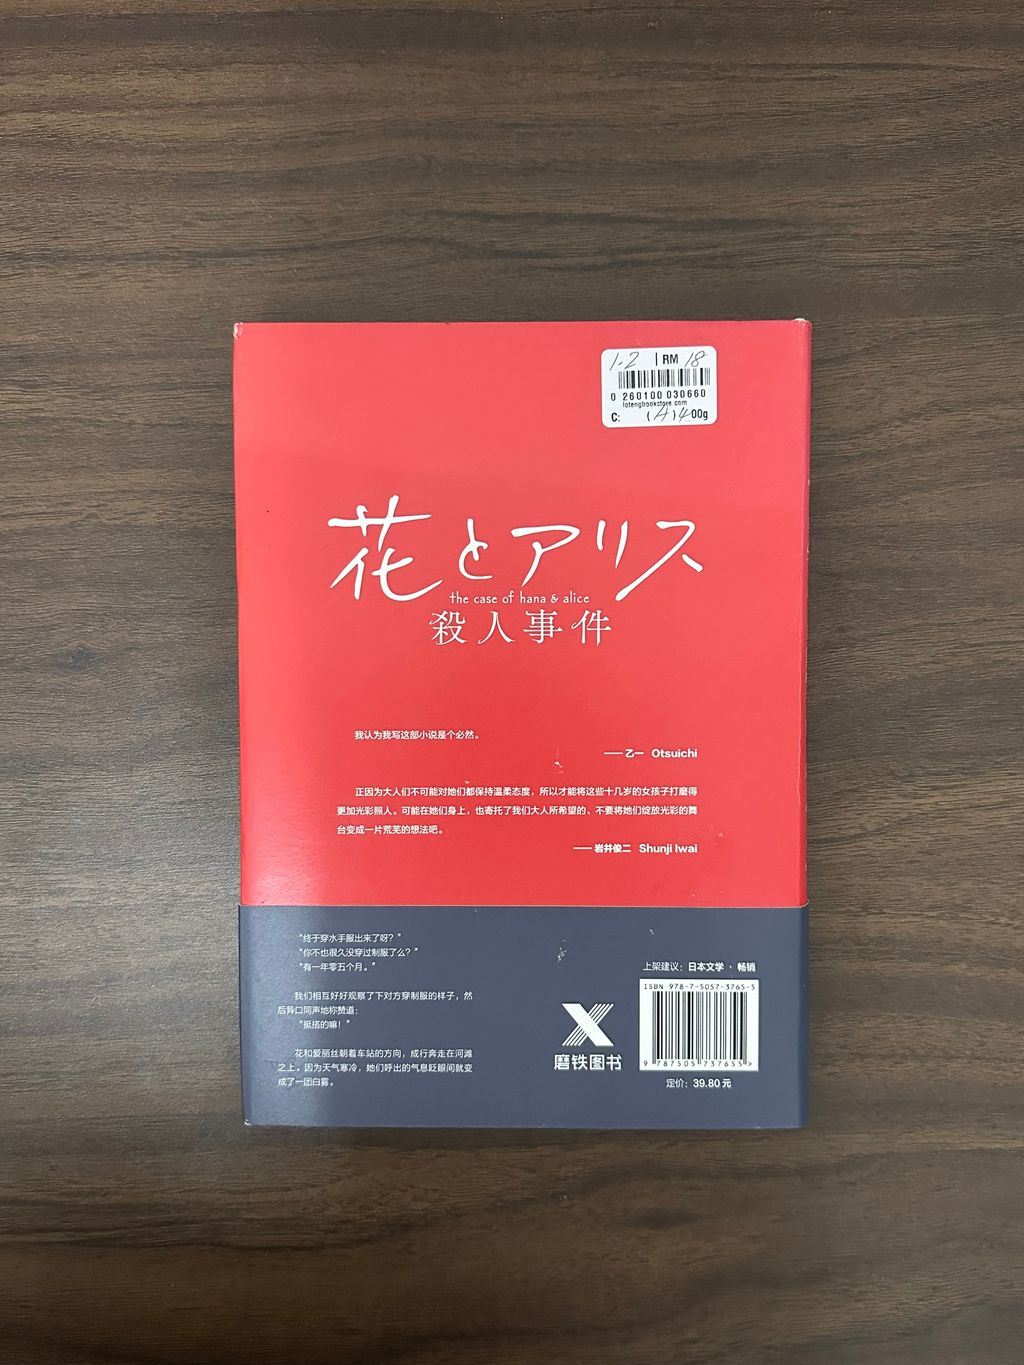 1-2 | RM 18
0 260100 030660
lotengbookstore.com
C: (A) 400g
花とアリス
the case of hana & alice
殺人事件
我认为我写这部小说是个必然。
——乙一 Otsuichi
正因为大人们不可能对她们都保持温柔态度，所以才能将这些十几岁的女孩子打磨得
更加光彩照人。可能在她们身上，也寄托了我们大人所希望的、不要将她们绽放光彩的舞
台变成一片荒芜的想法吧。
——岩井俊二 Shunji Iwai
“终于穿水手服出来了呀？”
“你不也很久没穿过制服了么？”
“有一年零五个月。”
我们相互好好观察了下对方穿制服的样子，然
后异口同声地称赞道：
“挺搭的嘛！”
花和爱丽丝朝着车站的方向，成行奔走在河滩
之上。因为天气寒冷，她们呼出的气息眨眼间就变
成了一团白雾。
磨铁图书
上架建议：日本文学·畅销
ISBN 978-7-5057-3765-5
9 787505 737655 >
定价：39.80 元